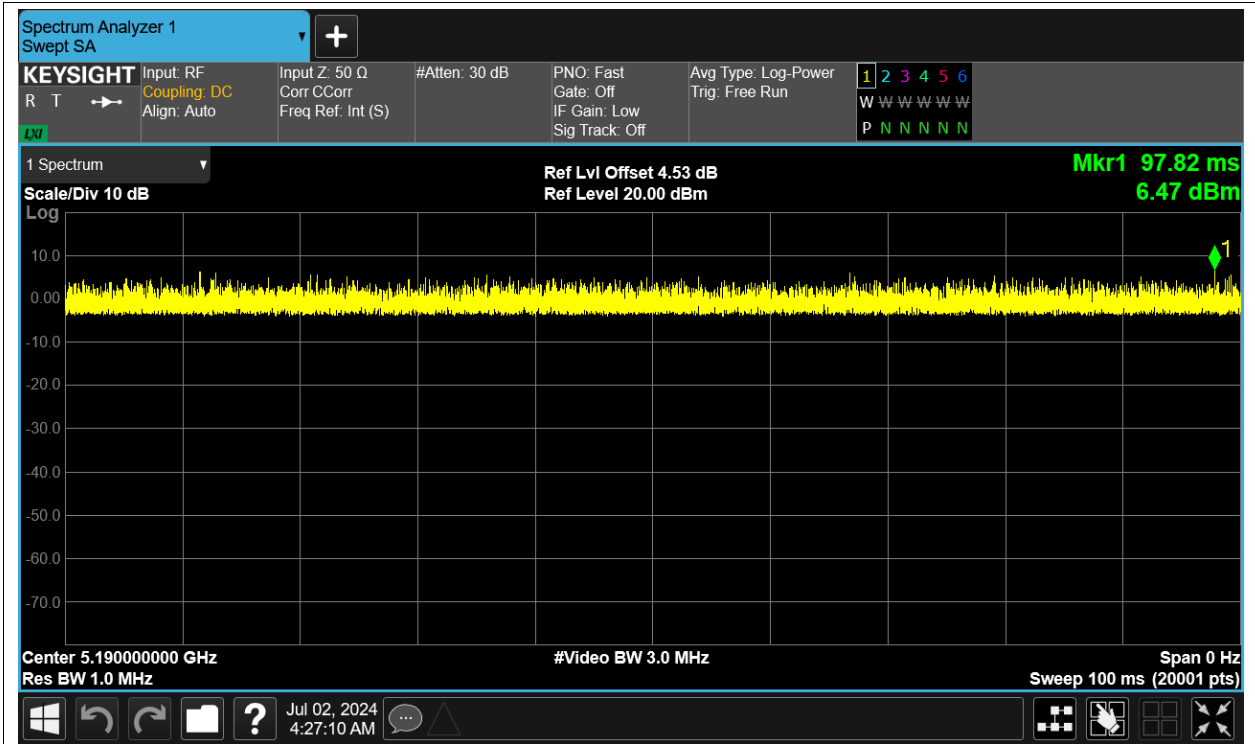 Spectrum Analyzer 1
Swept SA
KEYSIGHT
R T
LXI
Input: RF
Coupling: DC
Align: Auto
Input Z: 50 Ω
Corr CCorr
Freq Ref: Int (S)
#Atten: 30 dB
PNO: Fast
Gate: Off
IF Gain: Low
Sig Track: Off
Avg Type: Log-Power
Trig: Free Run
1 2 3 4 5 6
W W W W W W
P N N N N N
1 Spectrum
Scale/Div 10 dB
Log
Ref Lvl Offset 4.53 dB
Ref Level 20.00 dBm
Mkr1 97.82 ms
6.47 dBm
1
10.0
0.00
-10.0
-20.0
-30.0
-40.0
-50.0
-60.0
-70.0
Center 5.190000000 GHz
Res BW 1.0 MHz
#Video BW 3.0 MHz
Span 0 Hz
Sweep 100 ms (20001 pts)
?
Jul 02, 2024
4:27:10 AM